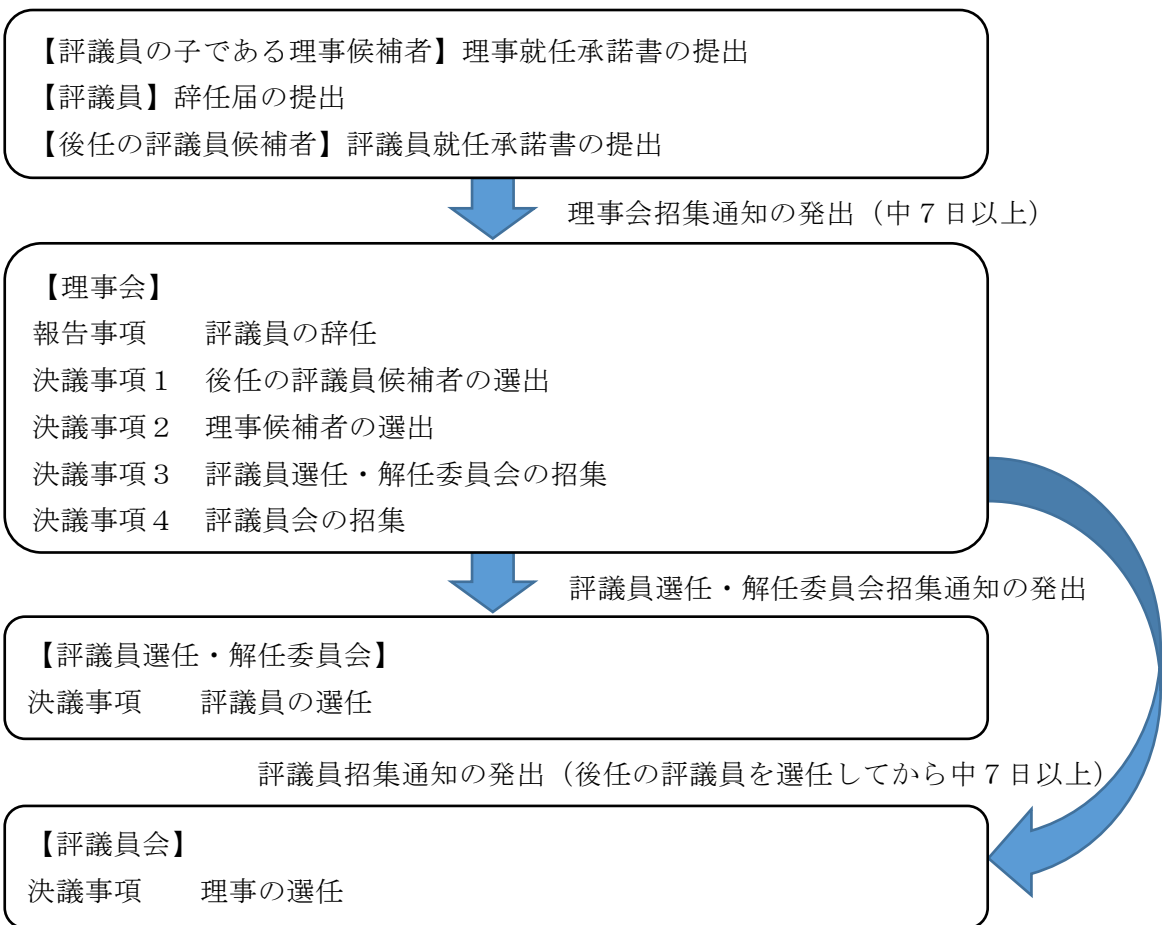 【評議員の子である理事候補者】理事就任承諾書の提出
【評議員】辞任届の提出
【後任の評議員候補者】評議員就任承諾書の提出
理事会招集通知の発出（中７日以上）
【理事会】
報告事項　　評議員の辞任
決議事項１　後任の評議員候補者の選出
決議事項２　理事候補者の選出
決議事項３　評議員選任・解任委員会の招集
決議事項４　評議員会の招集
評議員選任・解任委員会招集通知の発出
【評議員選任・解任委員会】
決議事項　　評議員の選任
評議員招集通知の発出（後任の評議員を選任してから中７日以上）
【評議員会】
決議事項　　理事の選任